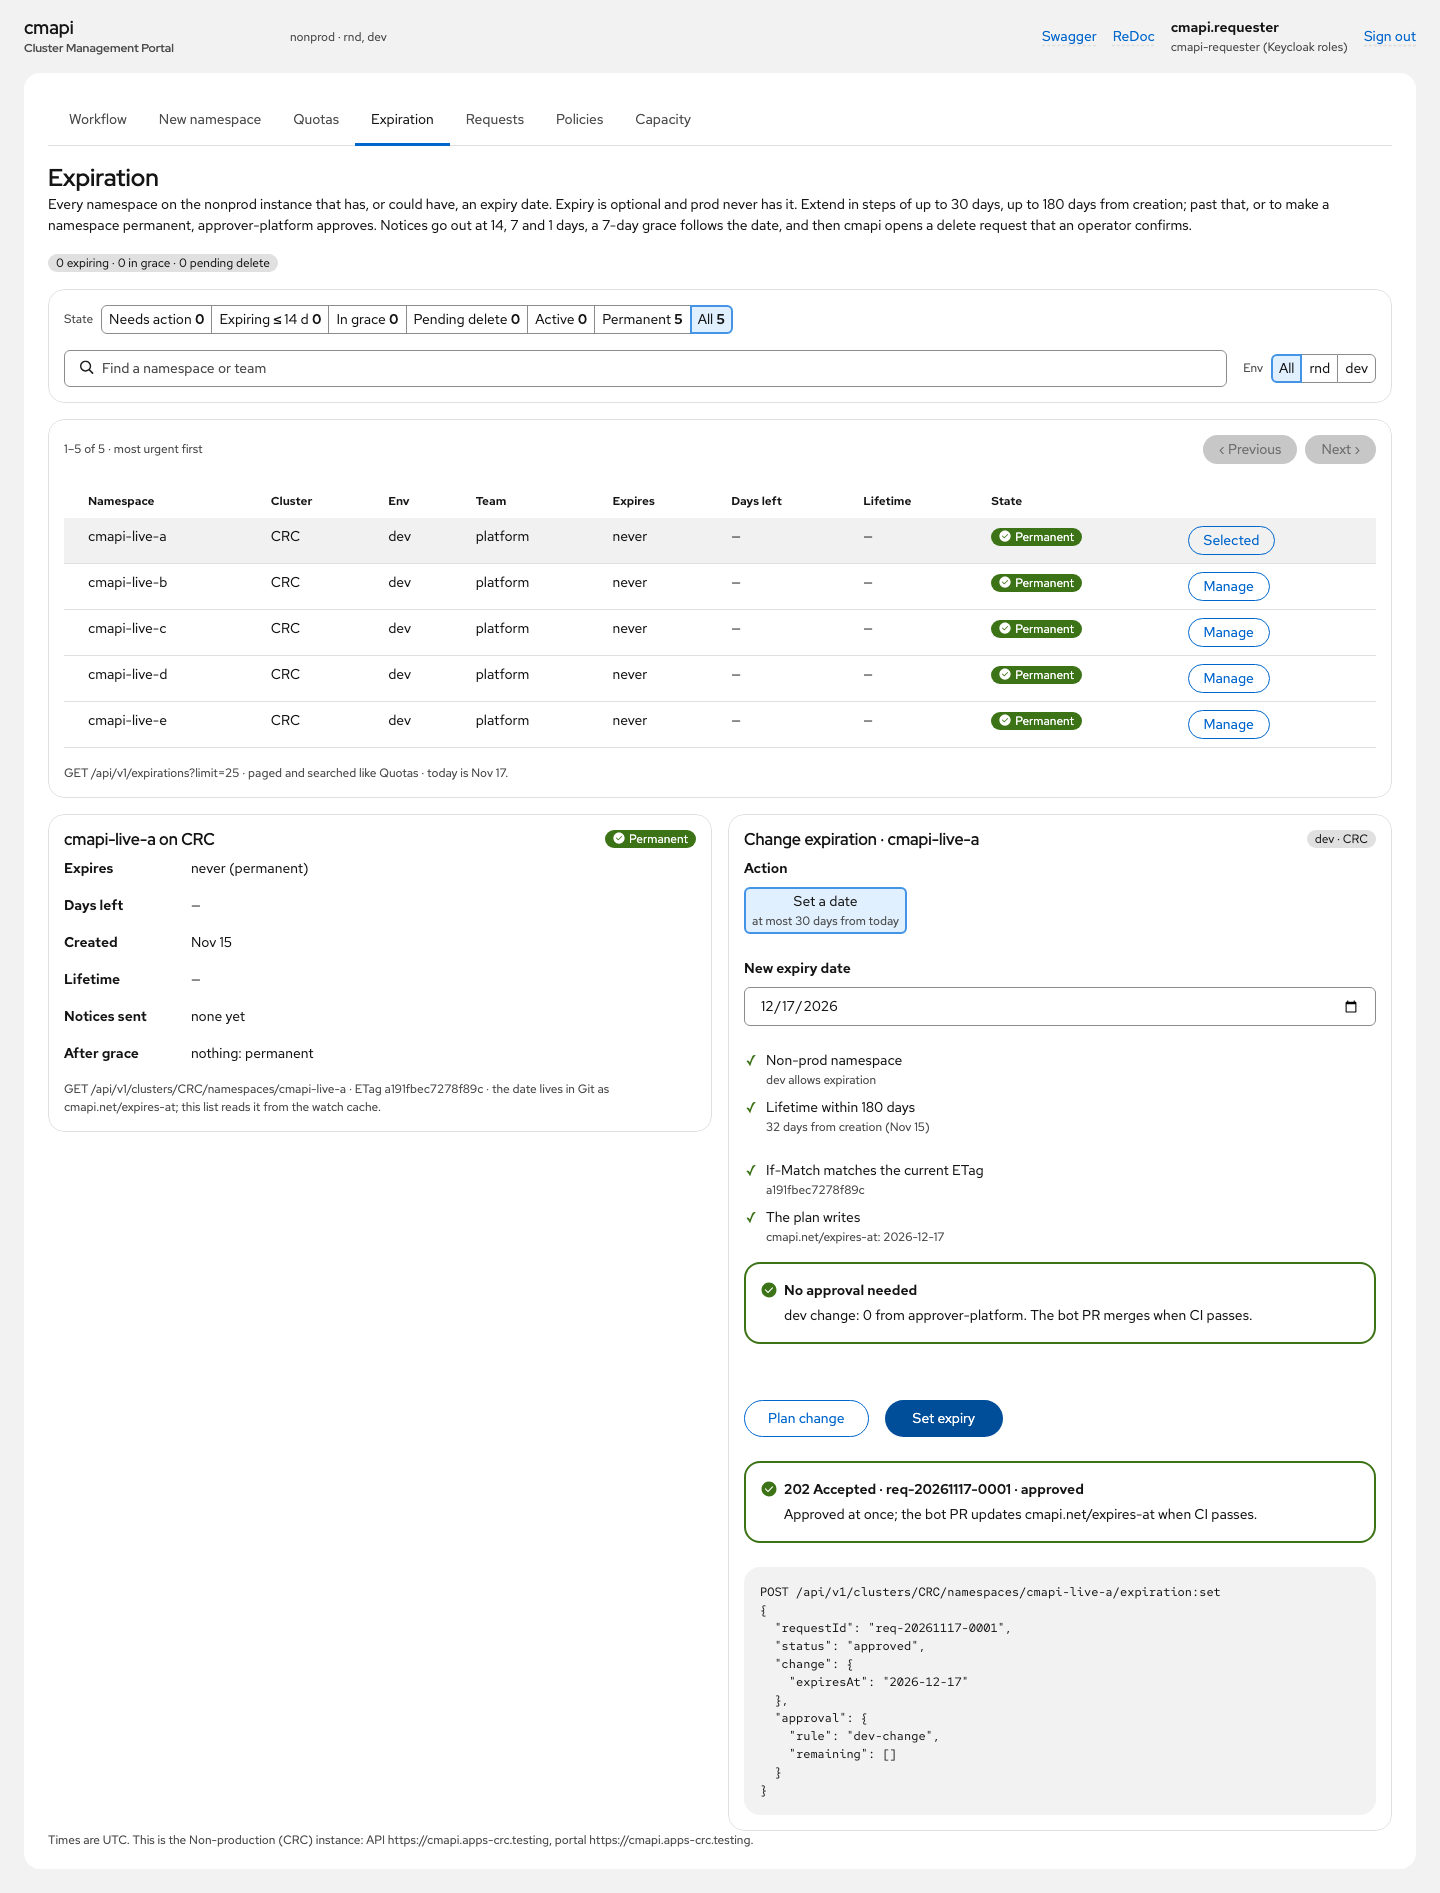 cmapi
Cluster Management Portal
nonprod · rnd, dev
Swagger
ReDoc
cmapi.requester
cmapi-requester (Keycloak roles)
Sign out
Workflow
New namespace
Quotas
Expiration
Requests
Policies
Capacity
Expiration
Every namespace on the nonprod instance that has, or could have, an expiry date. Expiry is optional and prod never has it. Extend in steps of up to 30 days, up to 180 days from creation; past that, or to make a
namespace permanent, approver-platform approves. Notices go out at 14, 7 and 1 days, a 7-day grace follows the date, and then cmapi opens a delete request that an operator confirms.
0 expiring · 0 in grace · 0 pending delete
State
Needs action 0
Expiring ≤ 14 d 0
In grace 0
Pending delete 0
Active 0
Permanent 5
All 5
Find a namespace or team
Env
All
rnd
dev
1–5 of 5 · most urgent first
‹ Previous
Next ›
Namespace Cluster Env Team Expires Days left Lifetime State
cmapi-live-a CRC dev platform never — — Permanent Selected
cmapi-live-b CRC dev platform never — — Permanent Manage
cmapi-live-c CRC dev platform never — — Permanent Manage
cmapi-live-d CRC dev platform never — — Permanent Manage
cmapi-live-e CRC dev platform never — — Permanent Manage
GET /api/v1/expirations?limit=25 · paged and searched like Quotas · today is Nov 17.
cmapi-live-a on CRC
Permanent
Expires never (permanent)
Days left —
Created Nov 15
Lifetime —
Notices sent none yet
After grace nothing: permanent
GET /api/v1/clusters/CRC/namespaces/cmapi-live-a · ETag a191fbec7278f89c · the date lives in Git as
cmapi.net/expires-at; this list reads it from the watch cache.
Change expiration · cmapi-live-a
dev · CRC
Action
Set a date
at most 30 days from today
New expiry date
12/17/2026
Non-prod namespace
dev allows expiration
Lifetime within 180 days
32 days from creation (Nov 15)
If-Match matches the current ETag
a191fbec7278f89c
The plan writes
cmapi.net/expires-at: 2026-12-17
No approval needed
dev change: 0 from approver-platform. The bot PR merges when CI passes.
Plan change
Set expiry
202 Accepted · req-20261117-0001 · approved
Approved at once; the bot PR updates cmapi.net/expires-at when CI passes.
POST /api/v1/clusters/CRC/namespaces/cmapi-live-a/expiration:set
{
  "requestId": "req-20261117-0001",
  "status": "approved",
  "change": {
    "expiresAt": "2026-12-17"
  },
  "approval": {
    "rule": "dev-change",
    "remaining": []
  }
}
Times are UTC. This is the Non-production (CRC) instance: API https://cmapi.apps-crc.testing, portal https://cmapi.apps-crc.testing.